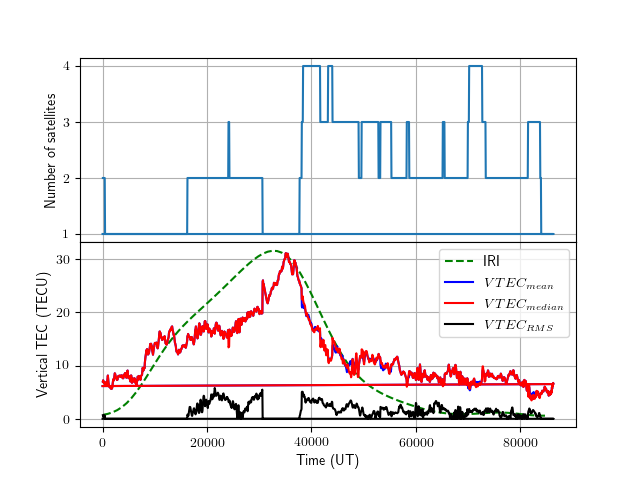 4
3
2
1
Number of satellites
30
20
10
0
Vertical TEC (TECU)
IRI
VTEC_mean
VTEC_median
VTEC_RMS
0 20000 40000 60000 80000
Time (UT)